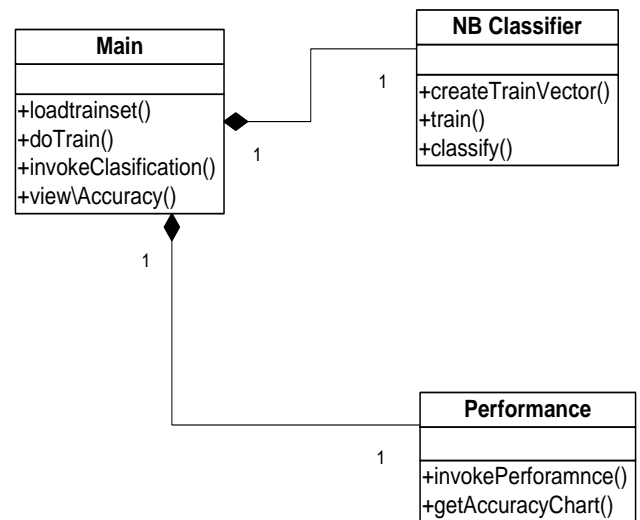 Main
+loadtrainset()
+doTrain()
+invokeClasification()
+view\Accuracy()
1
1
NB Classifier
+createTrainVector()
+train()
+classify()
1
1
Performance
+invokePerforamnce()
+getAccuracyChart()